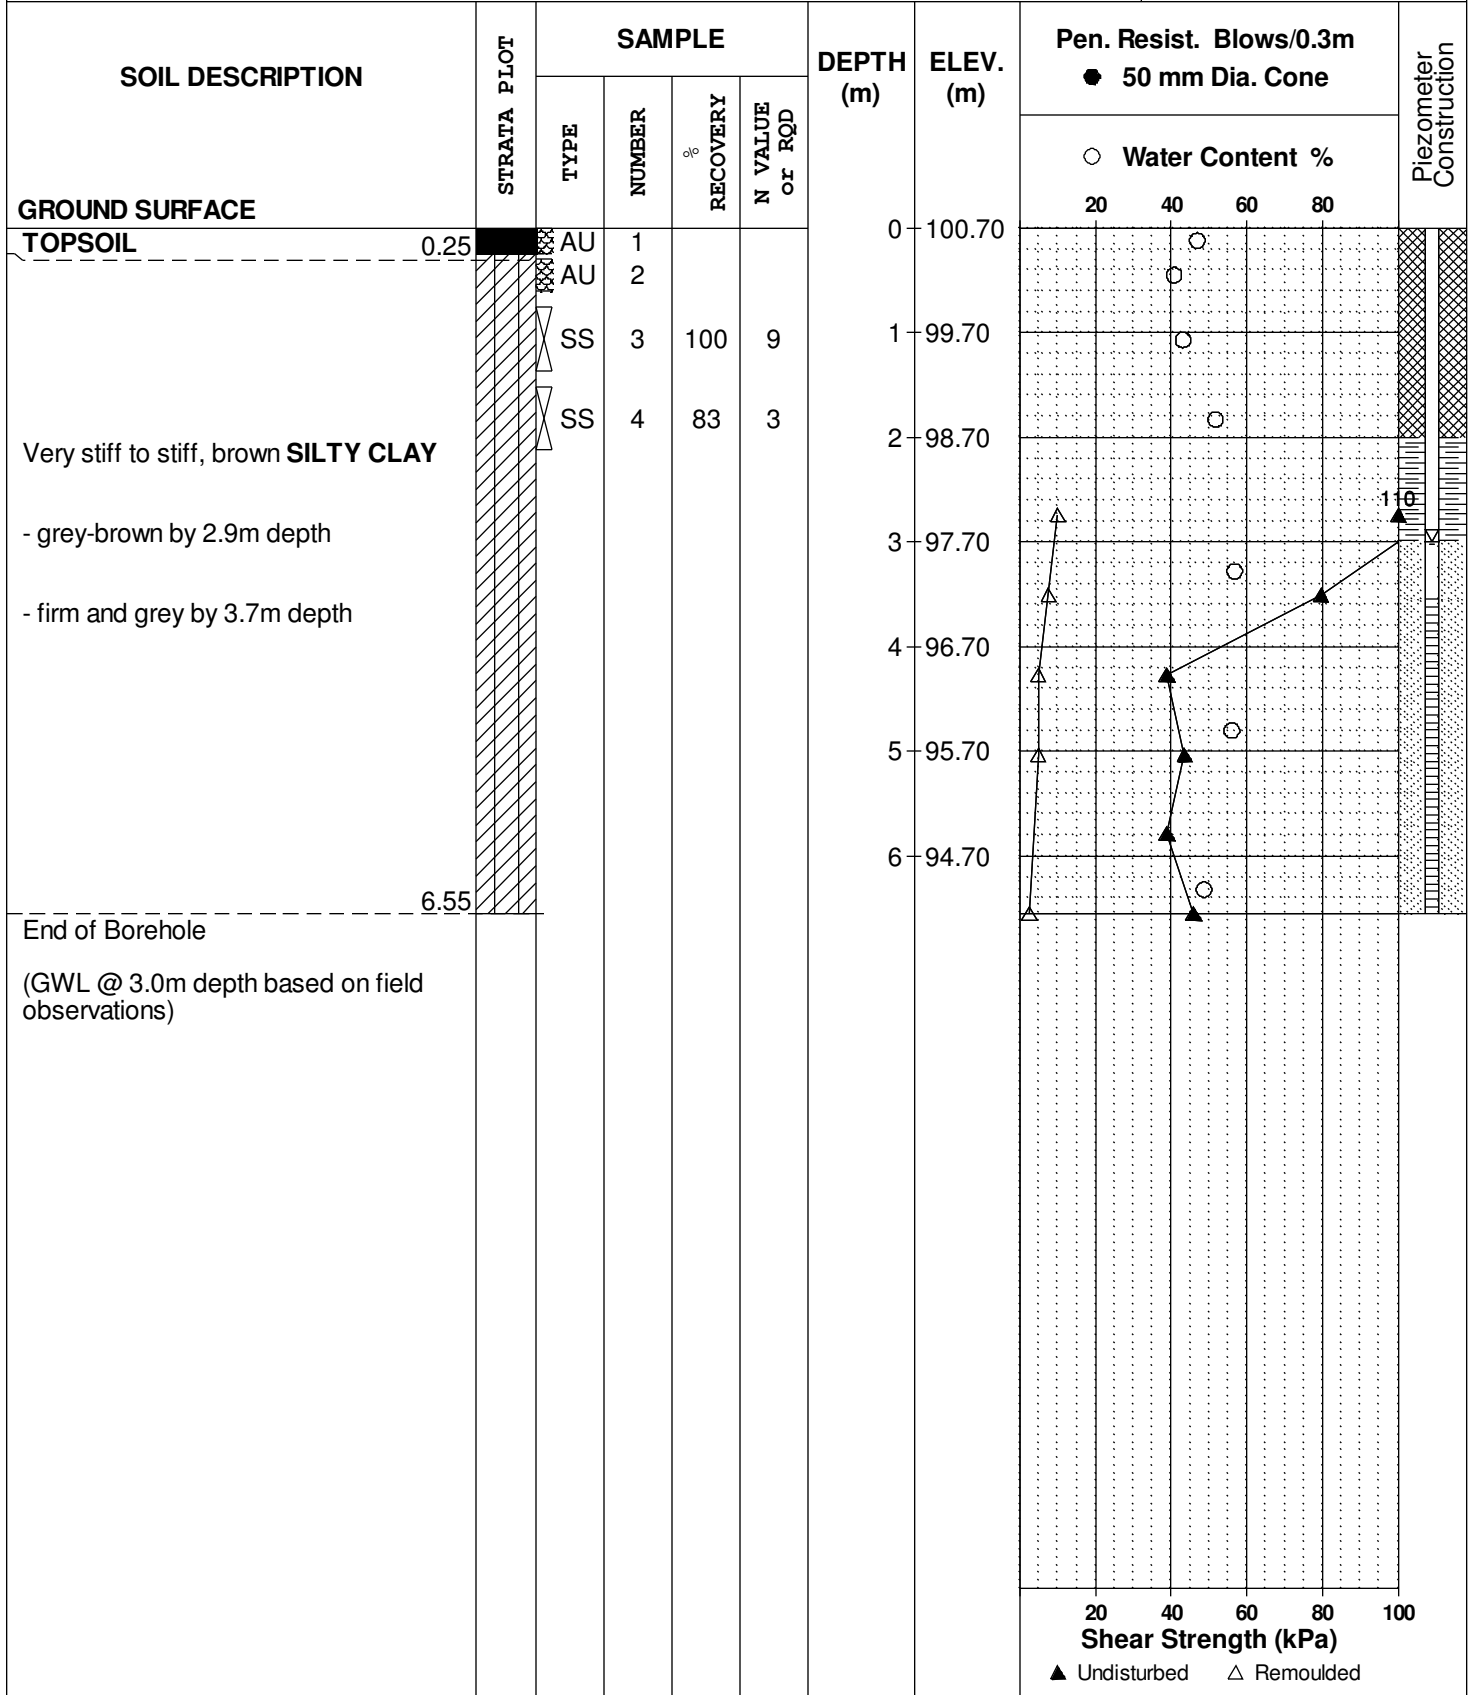 SOIL DESCRIPTION
STRATA PLOT
SAMPLE
TYPE
NUMBER
% RECOVERY
N VALUE or RQD
DEPTH (m)
ELEV. (m)
Pen. Resist. Blows/0.3m
● 50 mm Dia. Cone
○ Water Content %
Piezometer Construction
20 40 60 80
GROUND SURFACE
0 100.70
TOPSOIL 0.25
AU 1
AU 2
SS 3 100 9
1 99.70
SS 4 83 3
2 98.70
Very stiff to stiff, brown SILTY CLAY
110
- grey-brown by 2.9m depth
3 97.70
- firm and grey by 3.7m depth
4 96.70
5 95.70
6 94.70
6.55
End of Borehole
(GWL @ 3.0m depth based on field
observations)
20 40 60 80 100
Shear Strength (kPa)
▲ Undisturbed △ Remoulded